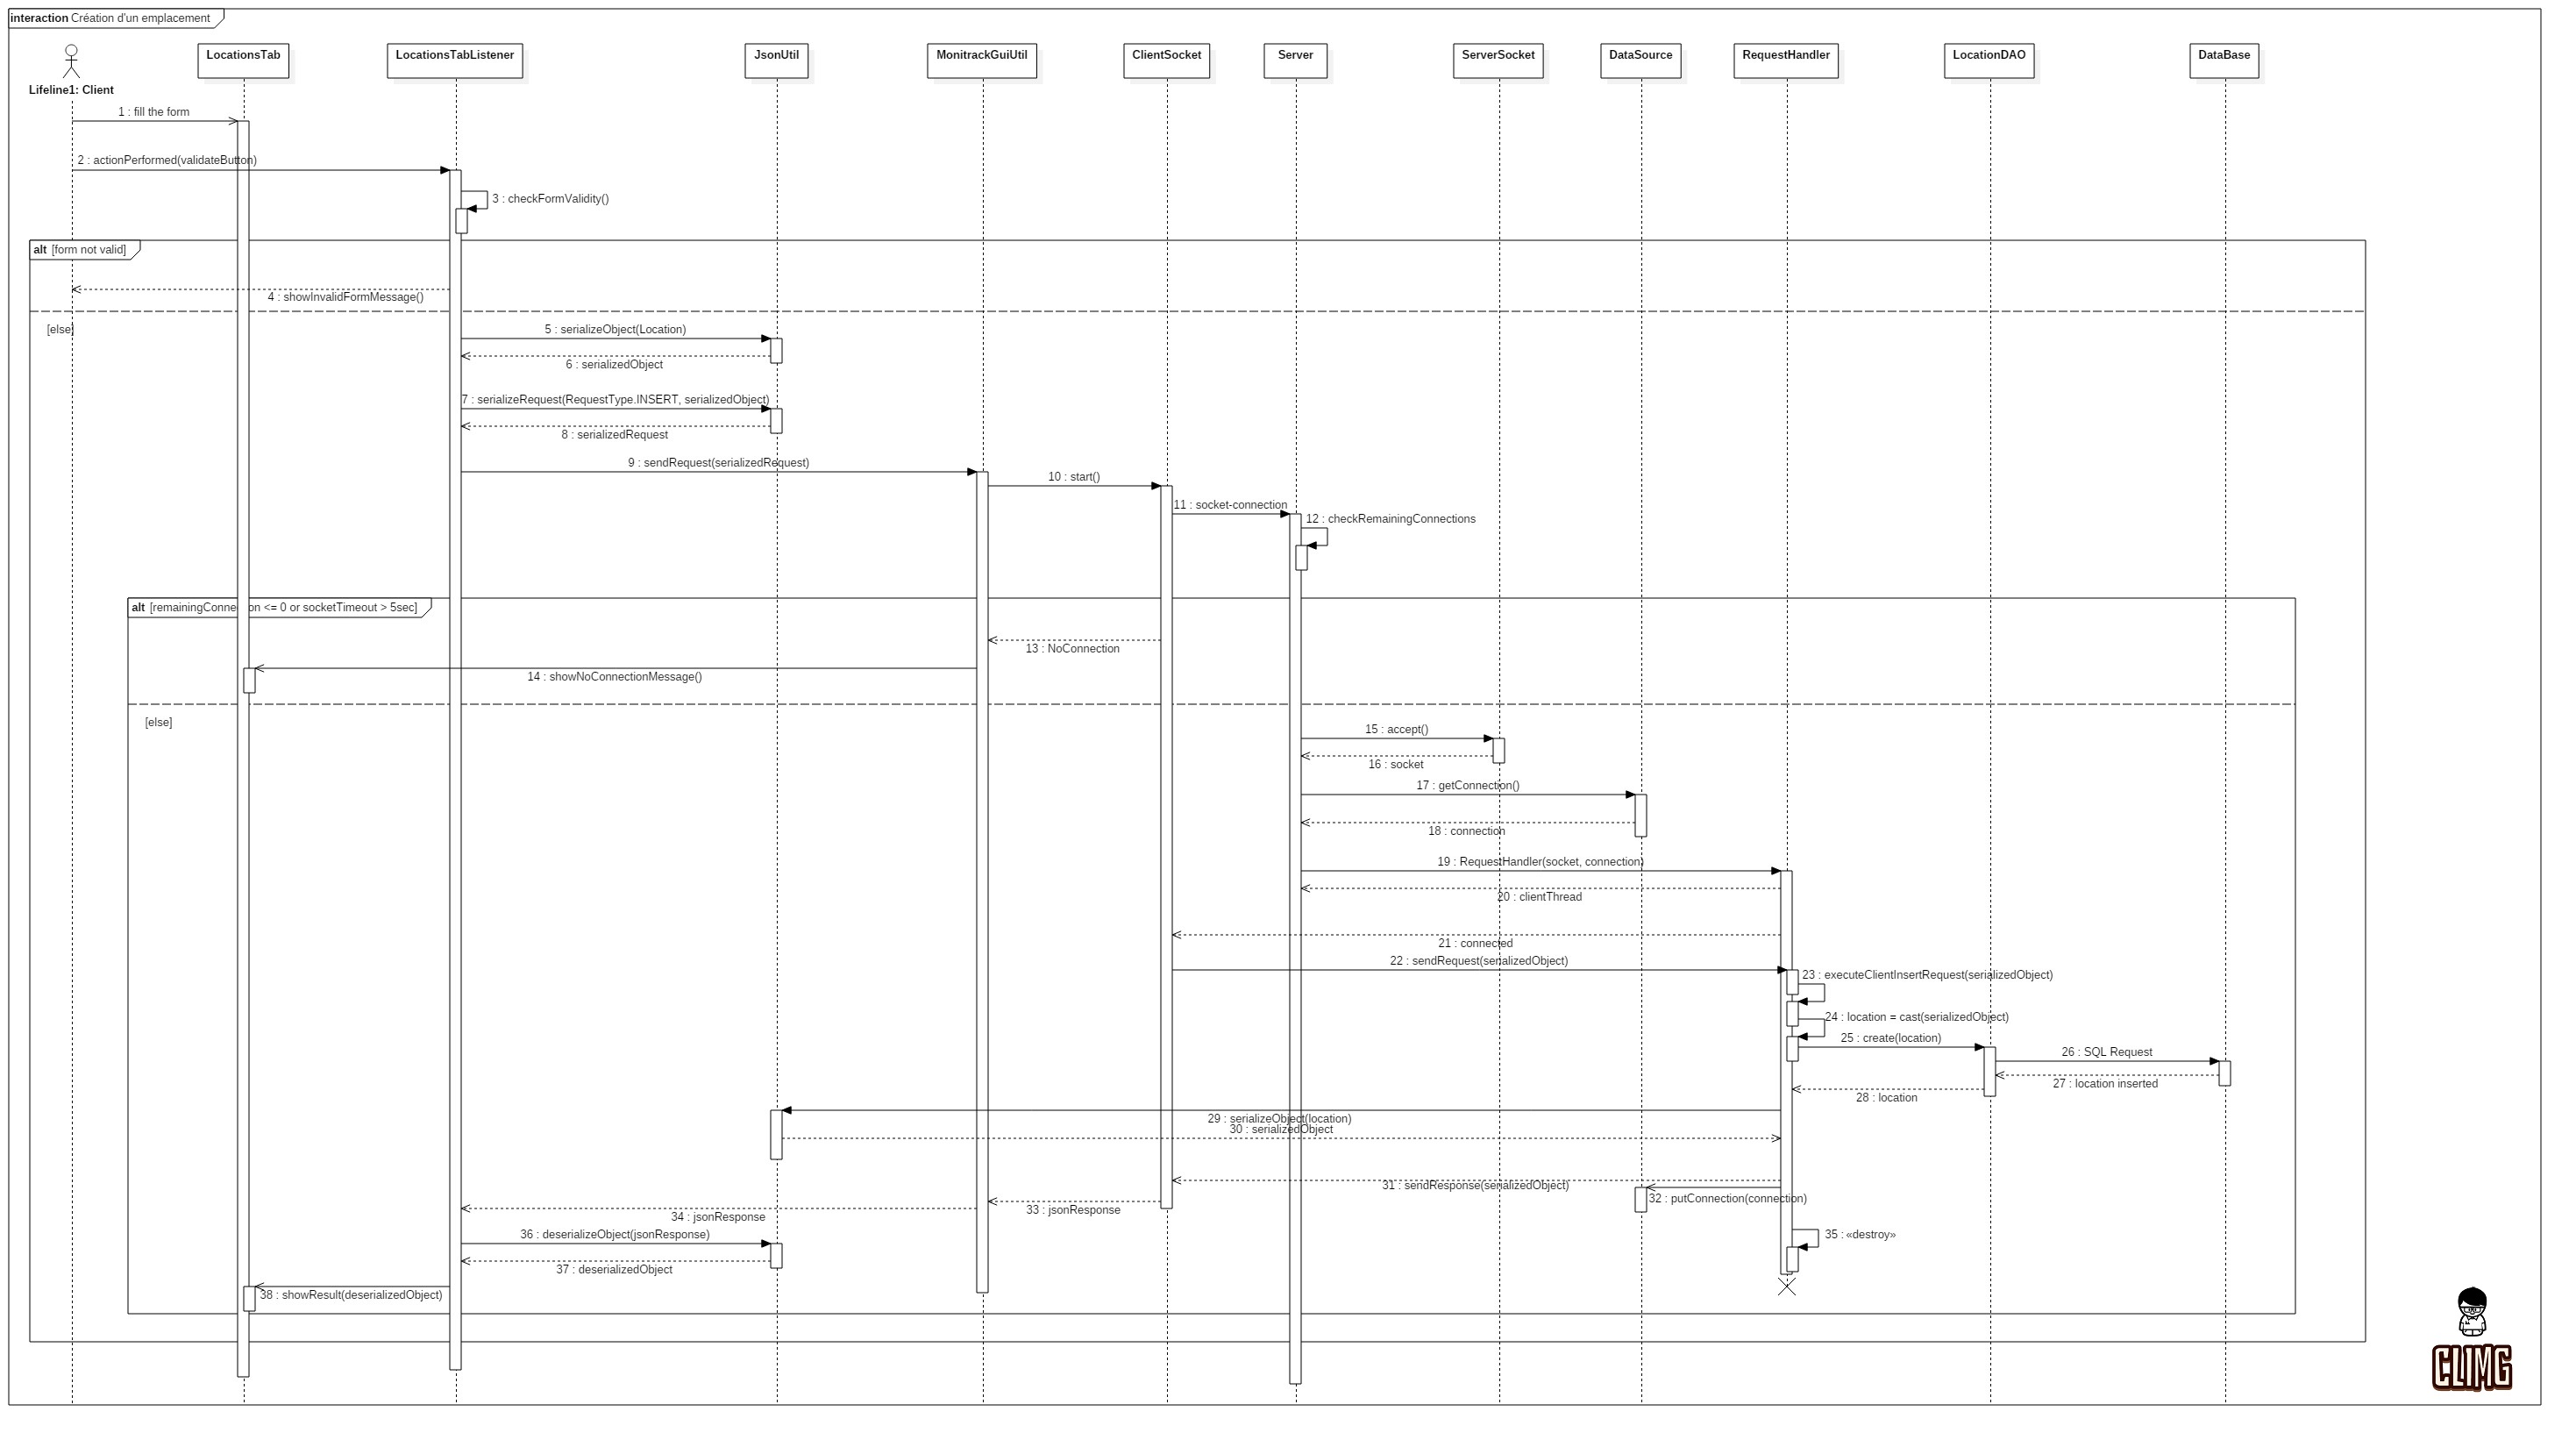 interaction Création d'un emplacement
LocationsTab
LocationsTabListener
JsonUtil
MonitrackGuiUtil
ClientSocket
Server
ServerSocket
DataSource
RequestHandler
LocationDAO
DataBase
Lifeline1: Client
1 : fill the form
2 : actionPerformed(validateButton)
3 : checkFormValidity()
alt [form not valid]
4 : showInvalidFormMessage()
[else]
5 : serializeObject(Location)
6 : serializedObject
7 : serializeRequest(RequestType.INSERT, serializedObject)
8 : serializedRequest
9 : sendRequest(serializedRequest)
10 : start()
11 : socket-connection
12 : checkRemainingConnections
alt [remainingConnection <= 0 or socketTimeout > 5sec]
13 : NoConnection
14 : showNoConnectionMessage()
[else]
15 : accept()
16 : socket
17 : getConnection()
18 : connection
19 : RequestHandler(socket, connection)
20 : clientThread
21 : connected
22 : sendRequest(serializedObject)
23 : executeClientInsertRequest(serializedObject)
24 : location = cast(serializedObject)
25 : create(location)
26 : SQL Request
27 : location inserted
28 : location
29 : serializeObject(location)
30 : serializedObject
31 : sendResponse(serializedObject)
32 : putConnection(connection)
33 : jsonResponse
34 : jsonResponse
35 : «destroy»
36 : deserializeObject(jsonResponse)
37 : deserializedObject
38 : showResult(deserializedObject)
CLIMG